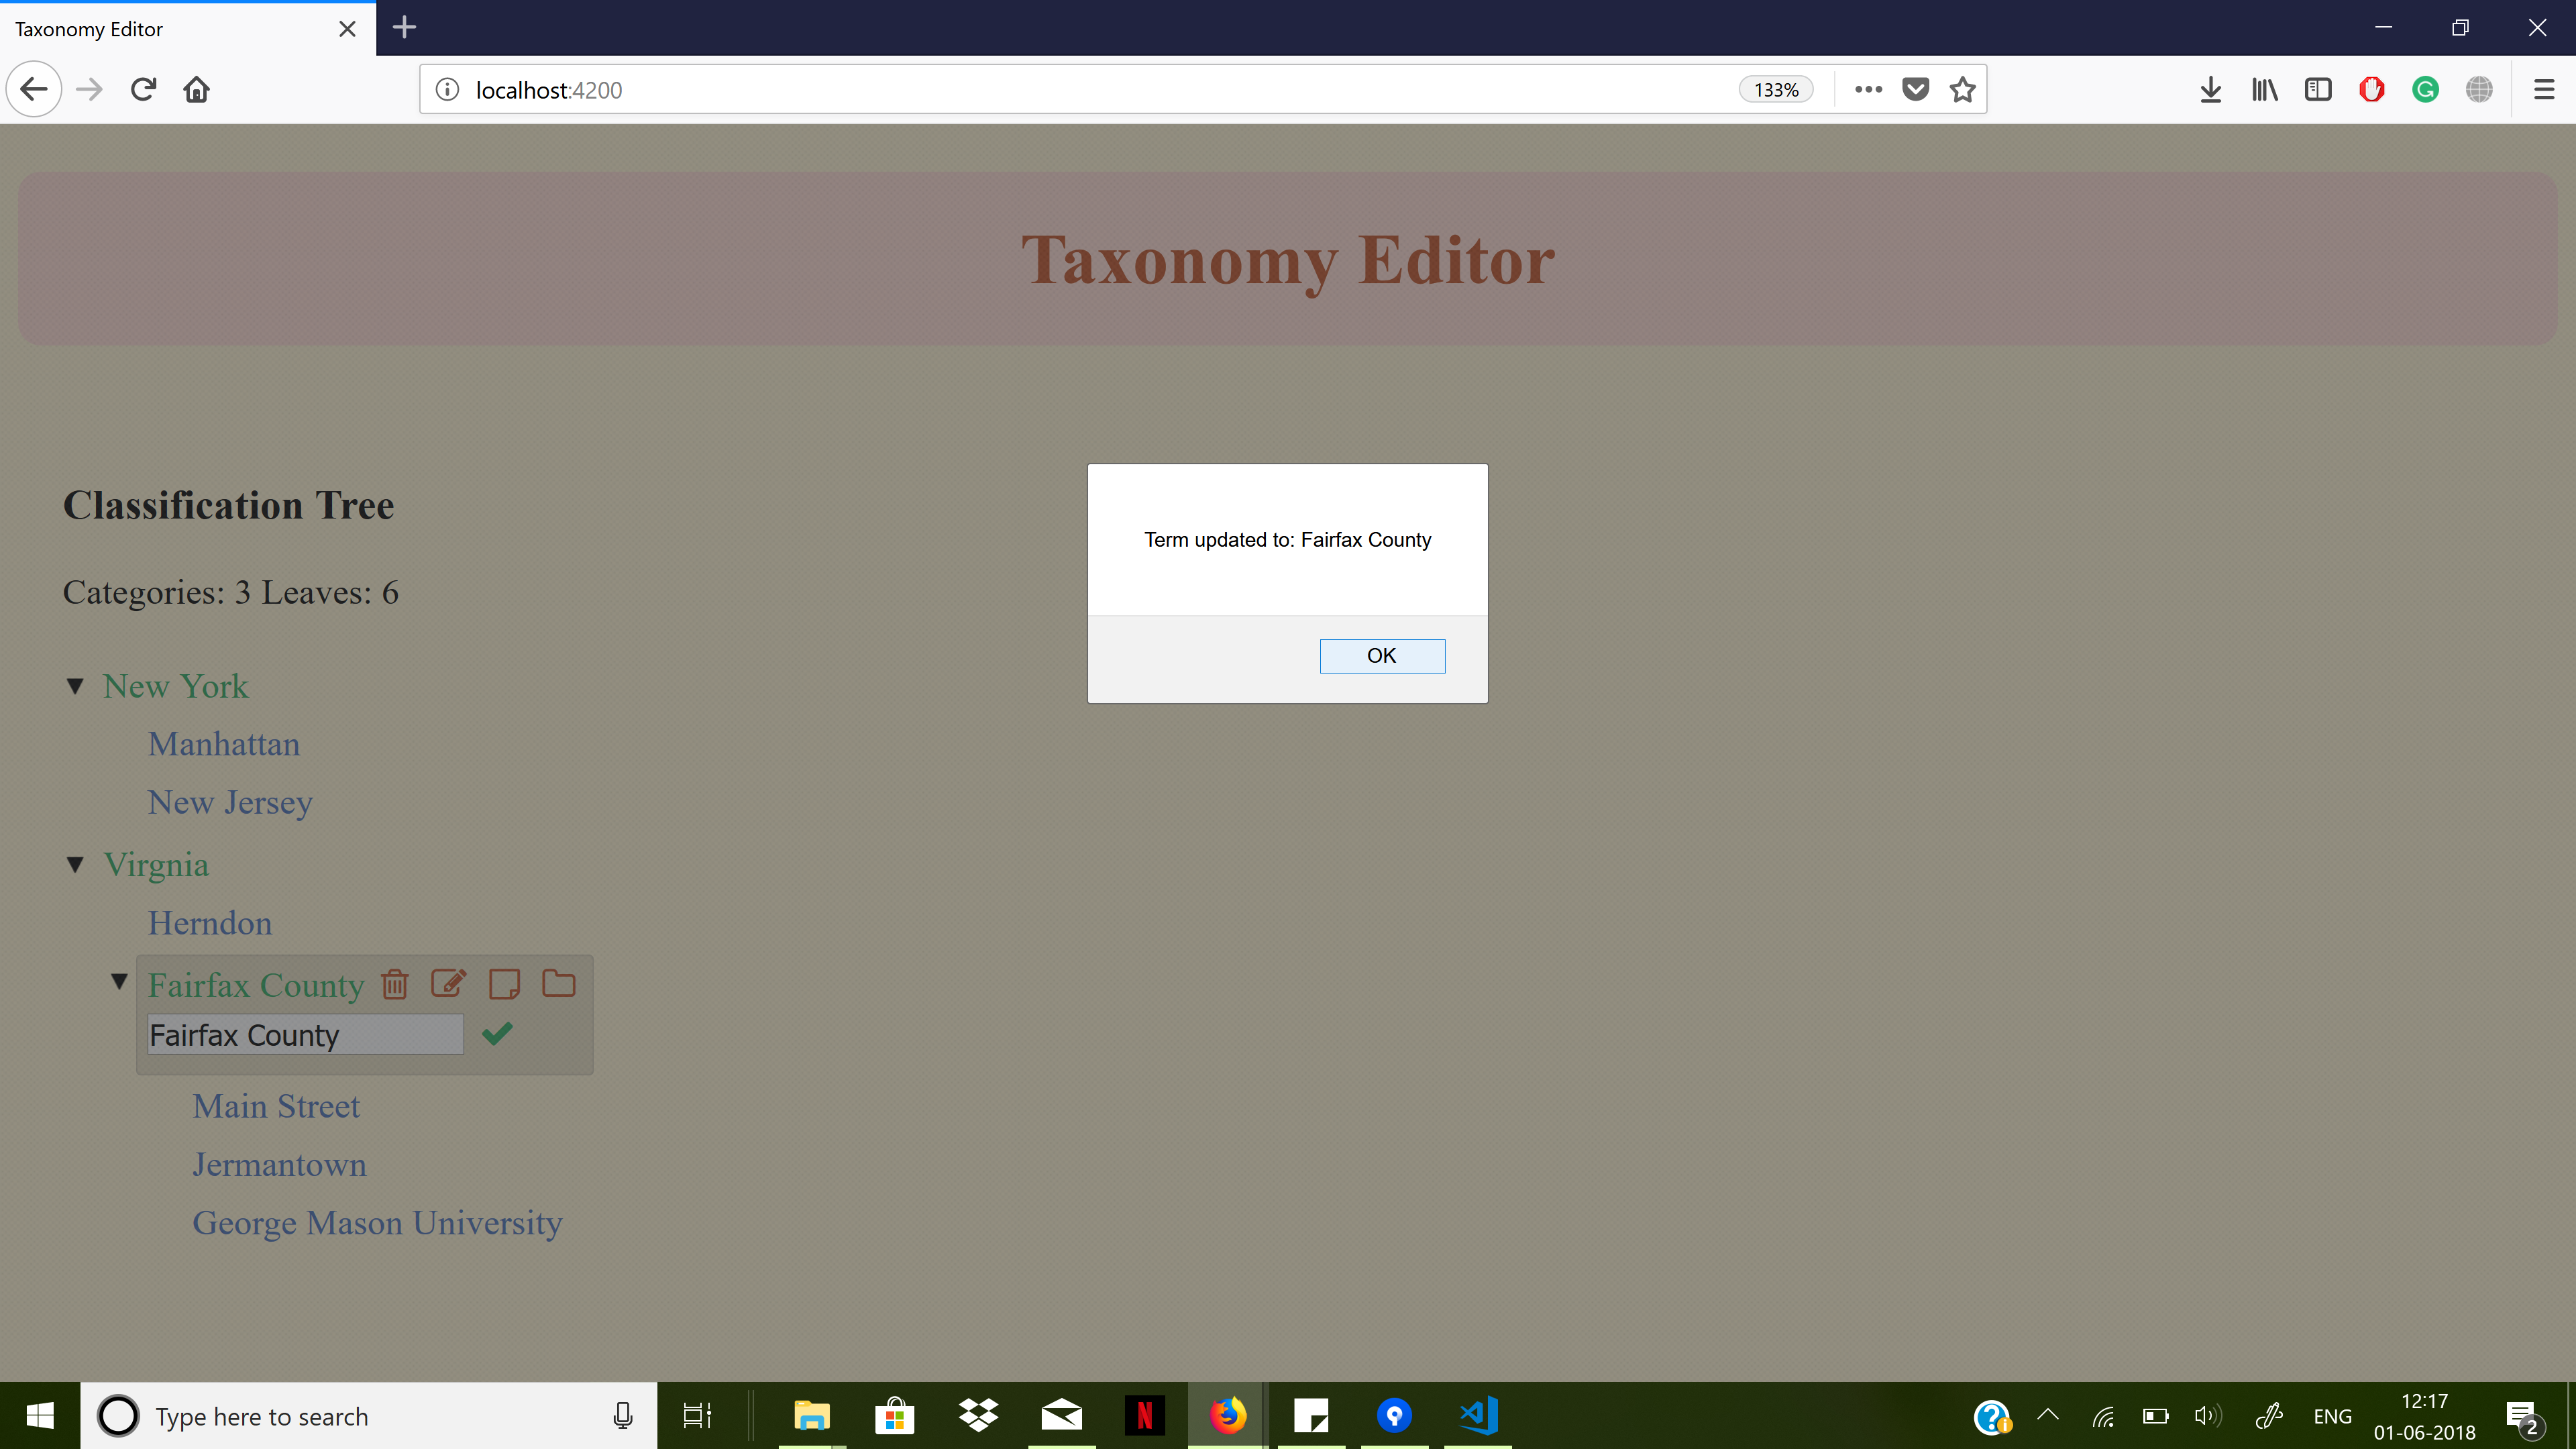 Taxonomy Editor
localhost:4200
133%
Taxonomy Editor
Classification Tree
Categories: 3 Leaves: 6
New York
Manhattan
New Jersey
Virgnia
Herndon
Fairfax County
Fairfax County
Main Street
Jermantown
George Mason University
Term updated to: Fairfax County
OK
Type here to search
N
ENG
12:17
01-06-2018
2